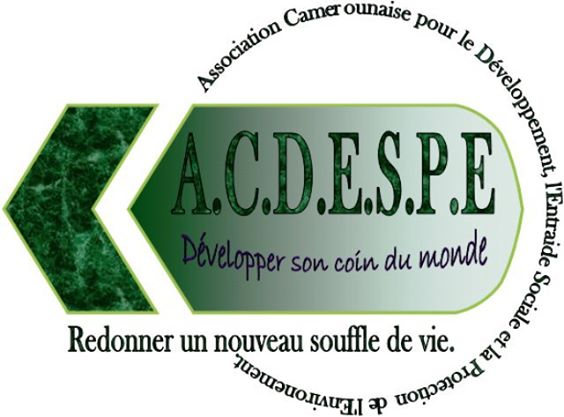 Association Camerounaise pour le Développement, l'Entraide Sociale et la Protection de l'Environement
A.C.D.E.S.P.E
Développer son coin du monde
Redonner un nouveau souffle de vie.